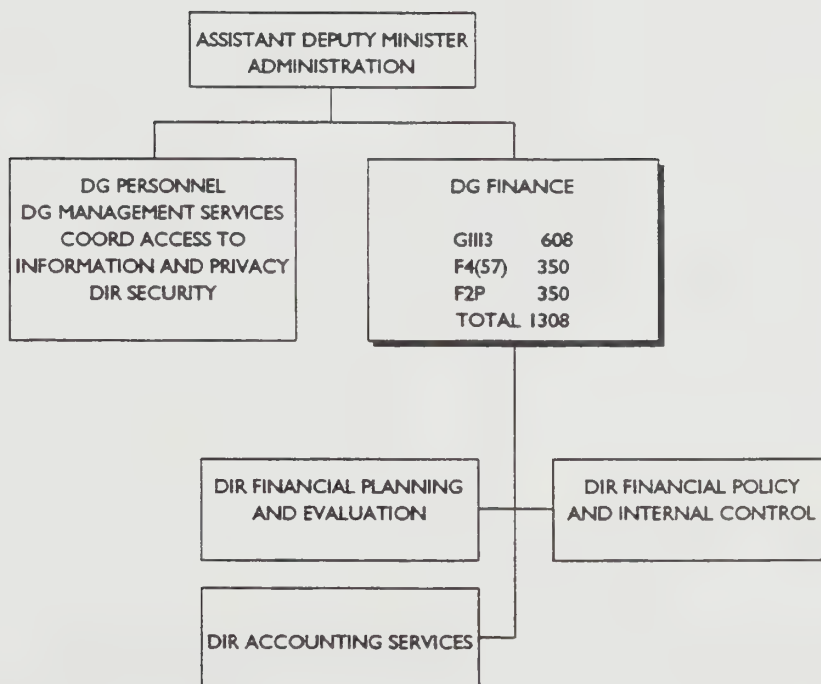 ASSISTANT DEPUTY MINISTER
ADMINISTRATION
DG PERSONNEL
DG MANAGEMENT SERVICES
COORD ACCESS TO
INFORMATION AND PRIVACY
DIR SECURITY
DG FINANCE
GIII3 608
F4(57) 350
F2P 350
TOTAL 1308
DIR FINANCIAL PLANNING
AND EVALUATION
DIR FINANCIAL POLICY
AND INTERNAL CONTROL
DIR ACCOUNTING SERVICES